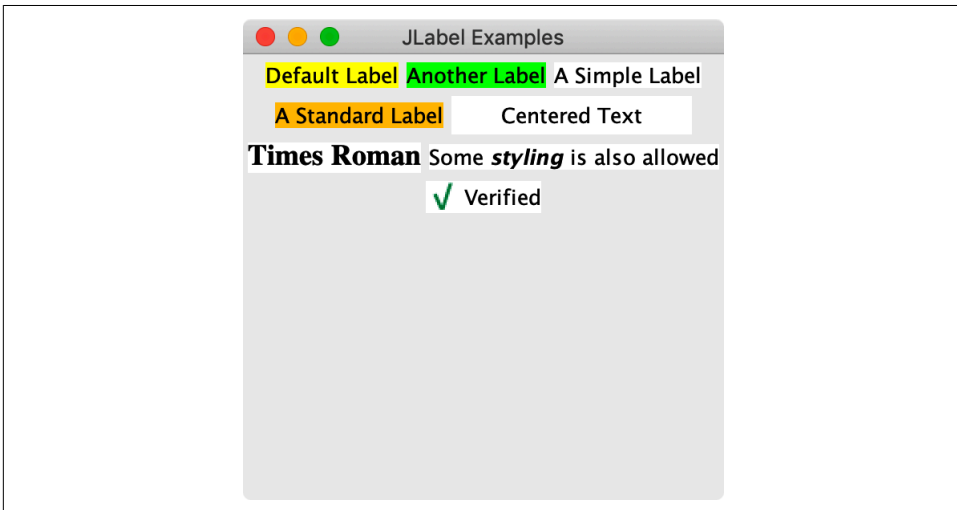 JLabel Examples
Default Label Another Label A Simple Label
A Standard Label Centered Text
Times Roman Some styling is also allowed
√ Verified